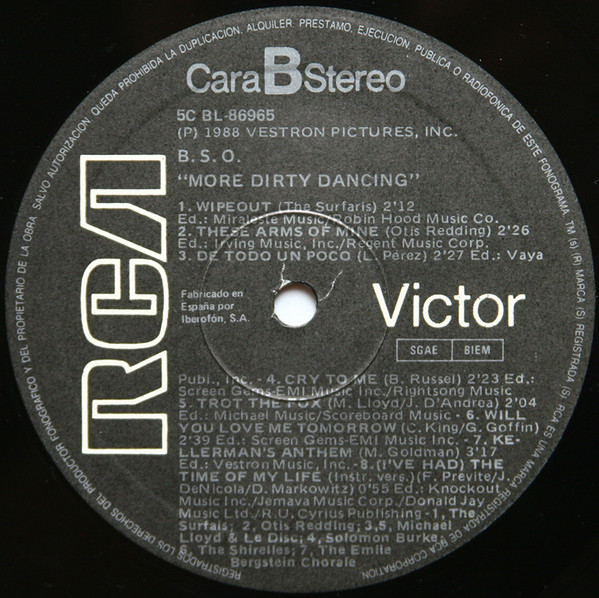 SALVO AUTORIZACION QUEDA PROHIBIDA LA DUPLICACION, ALQUILER, PRESTAMO, EJECUCION PUBLICA O RADIOFONICA DE ESTE FONOGRAMA. TM (s) (R) MARCA (S) REGISTRADA (S) RCA ES UNA MARCA REGISTRADA DE RCA CORPORATION.
REGISTRADOS LOS DERECHOS DEL PRODUCTOR FONOGRAFICO Y DEL PROPIETARIO DE LA OBRA
Cara B Stereo
5C BL-86965
(P) 1988 VESTRON PICTURES, INC.
B. S. O.
"MORE DIRTY DANCING"
1. WIPEOUT (The Surfaris) 2'12
Ed.: Miraleste Music/Robin Hood Music Co.
2. THESE ARMS OF MINE (Otis Redding) 2'26
Ed.: Irving Music, Inc./Regent Music Corp.
3. DE TODO UN POCO (L. Pérez) 2'27 Ed.: Vaya
RCA
Fabricado en
España por
Iberofón, S.A.
Victor
SGAE BIEM
Publ., Inc. - 4. CRY TO ME (B. Russel) 2'23 Ed.:
Screen Gems-EMI Music Inc./Rightsong Music
5. TROT THE FOX (M. Lloyd/J. D'Andrea) 2'04
Ed.: Michael Music/Scoreboard Music - 6. WILL
YOU LOVE ME TOMORROW (C. King/G. Goffin)
2'39 Ed.: Screen Gems-EMI Music Inc. - 7. KE-
LLERMAN'S ANTHEM (M. Goldman) 3'17
Ed.: Vestron Music, Inc. - 8. (I'VE HAD) THE
TIME OF MY LIFE (Instr. vers.) (F. Previte/J.
DeNicola/D. Markowitz) 0'55 Ed.: Knockout
Music Inc./Jemava Music Corp./Donald Jay
Music Ltd./R.U. Cyrius Publishing - 1, The
Surfais; 2, Otis Redding; 3,5, Michael
Lloyd & Le Disc; 4, Solomon Burke
6, The Shirelles; 7, The Emile
Bergstein Chorale